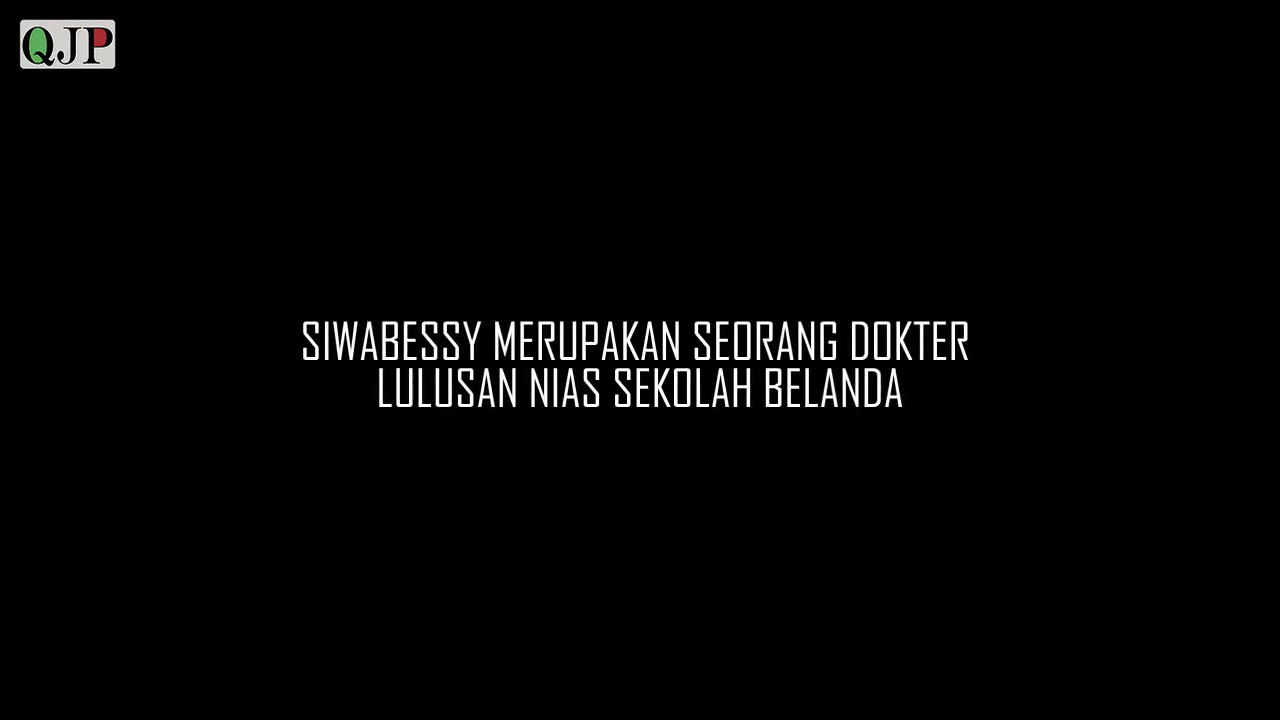 QJP
SIWABESSY MERUPAKAN SEORANG DOKTER
LULUSAN NIAS SEKOLAH BELANDA